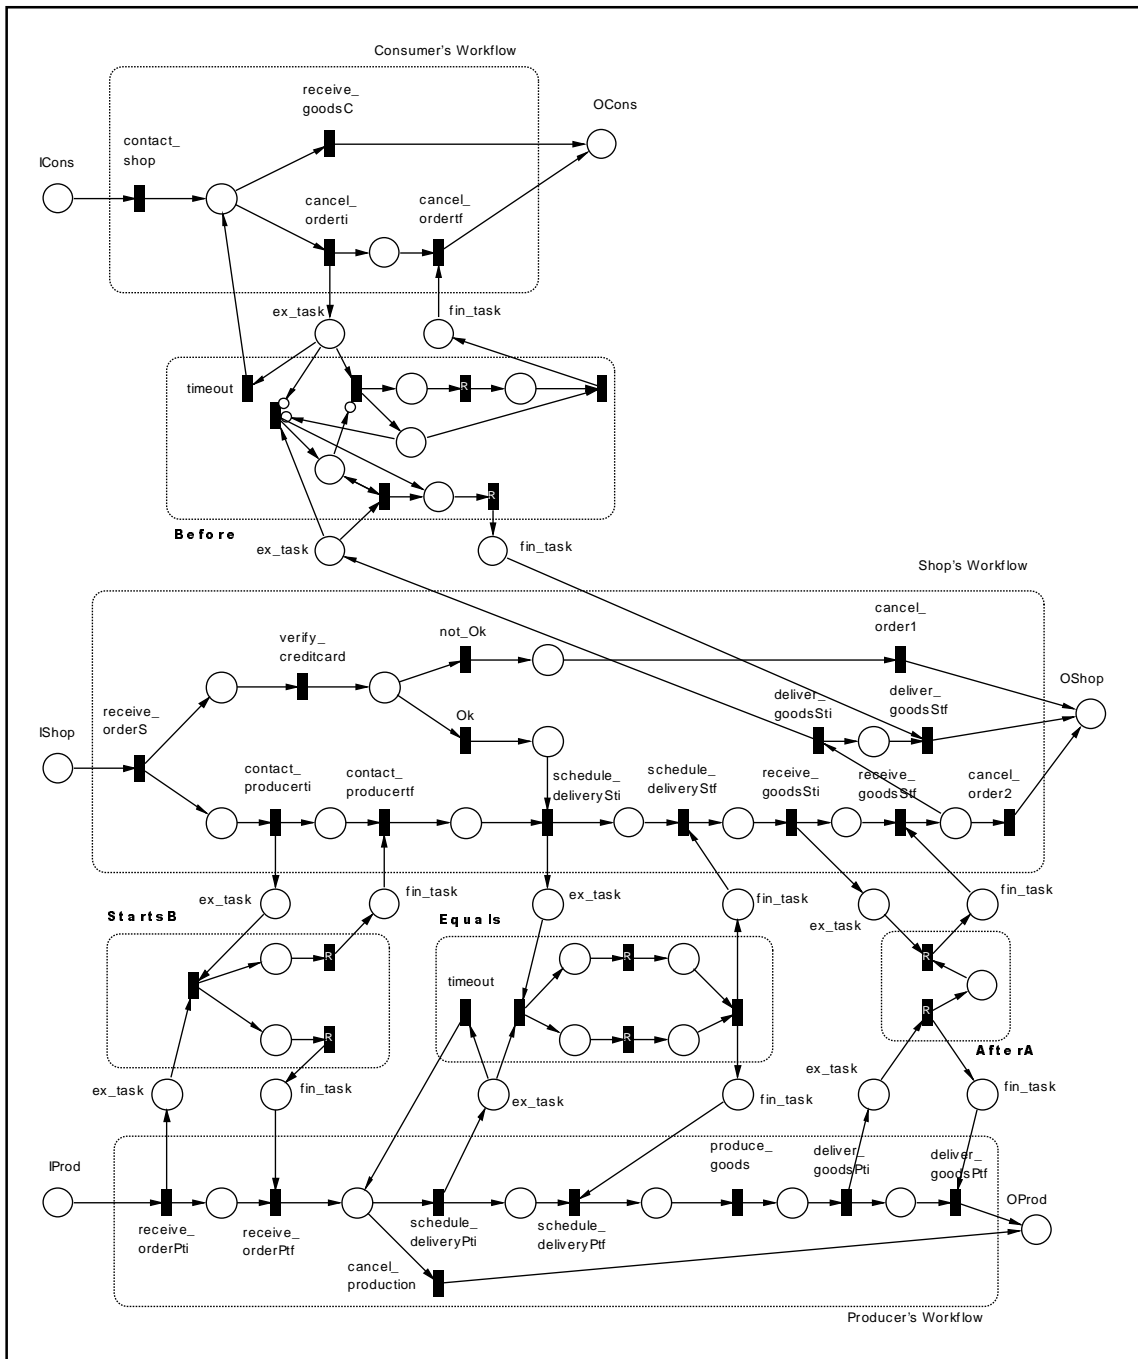 Consumer's Workflow
receive_
goodsC
OCons
contact_
shop
ICons
cancel_
orderti
cancel_
ordertf
ex_task
fin_task
timeout
R
R
Before
ex_task
fin_task
Shop's Workflow
cancel_
order1
not_Ok
verify_
creditcard
OShop
deliver_
goodsSti
deliver_
goodsStf
receive_
orderS
Ok
IShop
contact_
producerti
contact_
producertf
schedule_
deliverySti
schedule_
deliveryStf
receive_
goodsSti
receive_
goodsStf
cancel_
order2
ex_task
fin_task
ex_task
fin_task
ex_task
fin_task
StartsB
Equals
R
R
R
timeout
R
R
R
AfterA
ex_task
fin_task
ex_task
fin_task
ex_task
fin_task
produce_
goods
deliver_
goodsPti
deliver_
goodsPtf
IProd
OProd
receive_
orderPti
receive_
orderPtf
schedule_
deliveryPti
schedule_
deliveryPtf
cancel_
production
Producer's Workflow